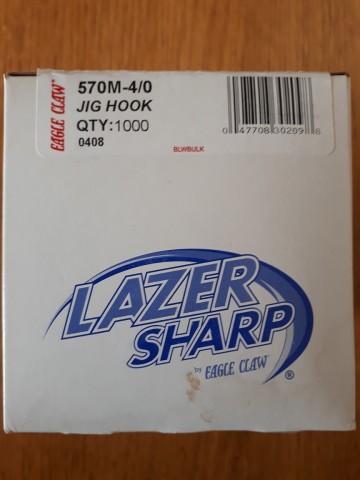 EAGLE CLAW
570M-4/0
JIG HOOK
QTY:1000
0408
0 47708 30209 8
BLWBULK
LAZER
SHARP
by EAGLE CLAW
®